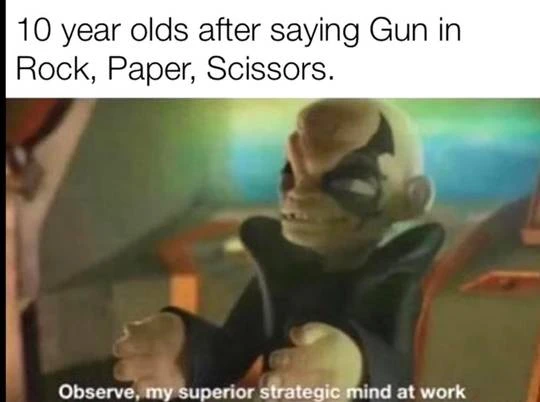 10 year olds after saying Gun in
Rock, Paper, Scissors.
Observe, my superior strategic mind at work